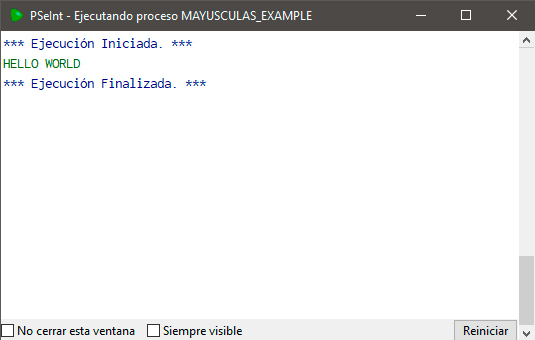 PSeInt - Ejecutando proceso MAYUSCULAS_EXAMPLE
*** Ejecución Iniciada. ***
HELLO WORLD
*** Ejecución Finalizada. ***
No cerrar esta ventana Siempre visible Reiniciar